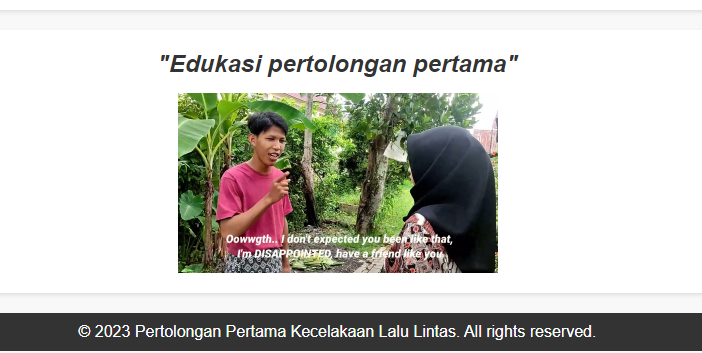 "Edukasi pertolongan pertama"
Oowwgth.. I don't expected you been like that,
I'm DISAPROINTED, have a friend like you
© 2023 Pertolongan Pertama Kecelakaan Lalu Lintas. All rights reserved.